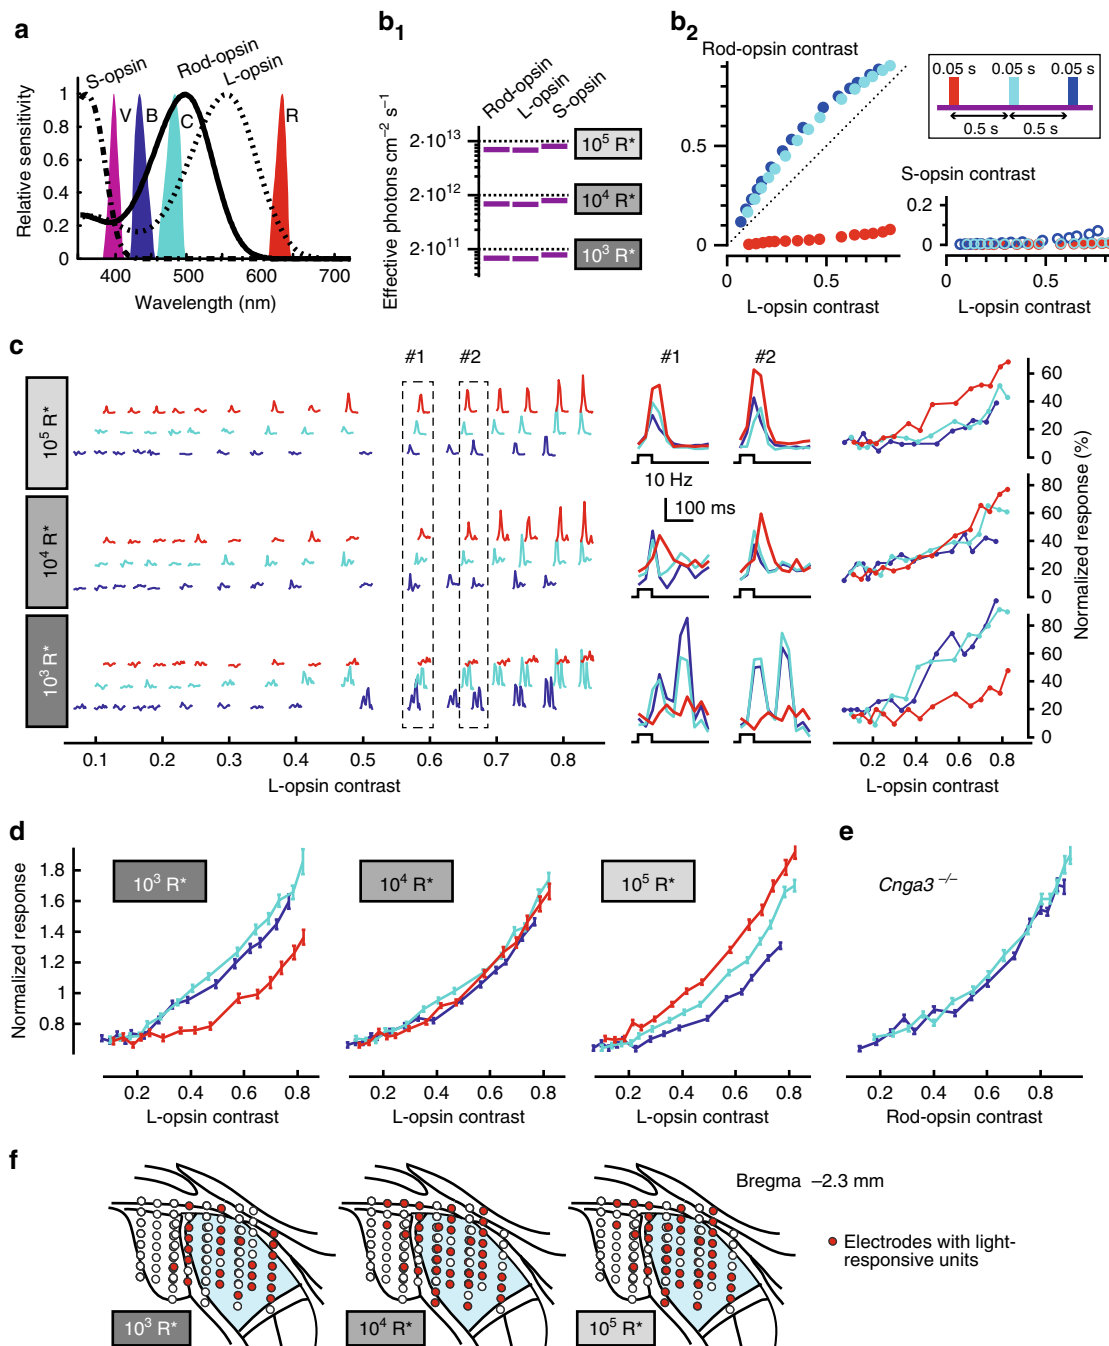 a
S-opsin
Rod-opsin
L-opsin
V
B
C
R
Relative sensitivity
1
0.8
0.6
0.4
0.2
0
400
500
600
700
Wavelength (nm)
b1
Rod-opsin
L-opsin
S-opsin
Effective photons cm−2 s−1
2·10^13
2·10^12
2·10^11
10^5 R*
10^4 R*
10^3 R*
b2
Rod-opsin contrast
0.5
0
0
0.5
L-opsin contrast
0.05 s
0.05 s
0.05 s
0.5 s
0.5 s
S-opsin contrast
0.2
0
0
0.5
L-opsin contrast
c
#1
#2
#1
#2
10^5 R*
10^4 R*
10^3 R*
10 Hz
100 ms
60
40
20
0
80
60
40
20
0
80
60
40
20
0
Normalized response (%)
0.1
0.2
0.3
0.4
0.5
0.6
0.7
0.8
L-opsin contrast
0.2
0.4
0.6
0.8
L-opsin contrast
d
Normalized response
1.8
1.4
1
0.8
10^3 R*
10^4 R*
10^5 R*
0.2
0.4
0.6
0.8
L-opsin contrast
0.2
0.4
0.6
0.8
L-opsin contrast
0.2
0.4
0.6
0.8
L-opsin contrast
e
Cnga3 −/−
0.2
0.4
0.6
0.8
Rod-opsin contrast
f
10^3 R*
10^4 R*
10^5 R*
Bregma −2.3 mm
Electrodes with light-
responsive units